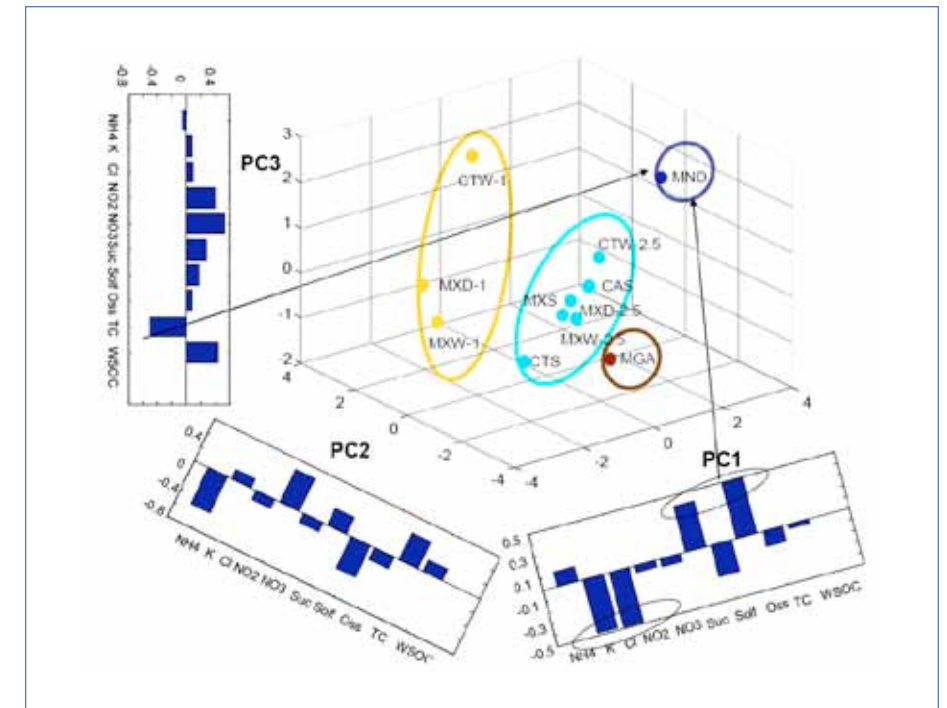 -0.8 -0.4 0 0.4
NH4 K Cl NO2 NO3 Suc Solf Oss TC WSOC
PC3
3
2
1
0
-1
-2
4
2
0
-2
-4
-4
-2
0
2
4
CTW-1
MXD-1
MXW-1
MND
CTW-2.5
CAS
MXS
MXD-2.5
MXW-2.5
CTS
MGA
PC2
PC1
0.4
0
-0.4
-0.8
NH4 K Cl NO2 NO3 Suc Solf Oss TC WSOC
0.5
0.3
0.1
-0.1
-0.3
-0.5
NH4 K Cl NO2 NO3 Suc Solf Oss TC WSOC